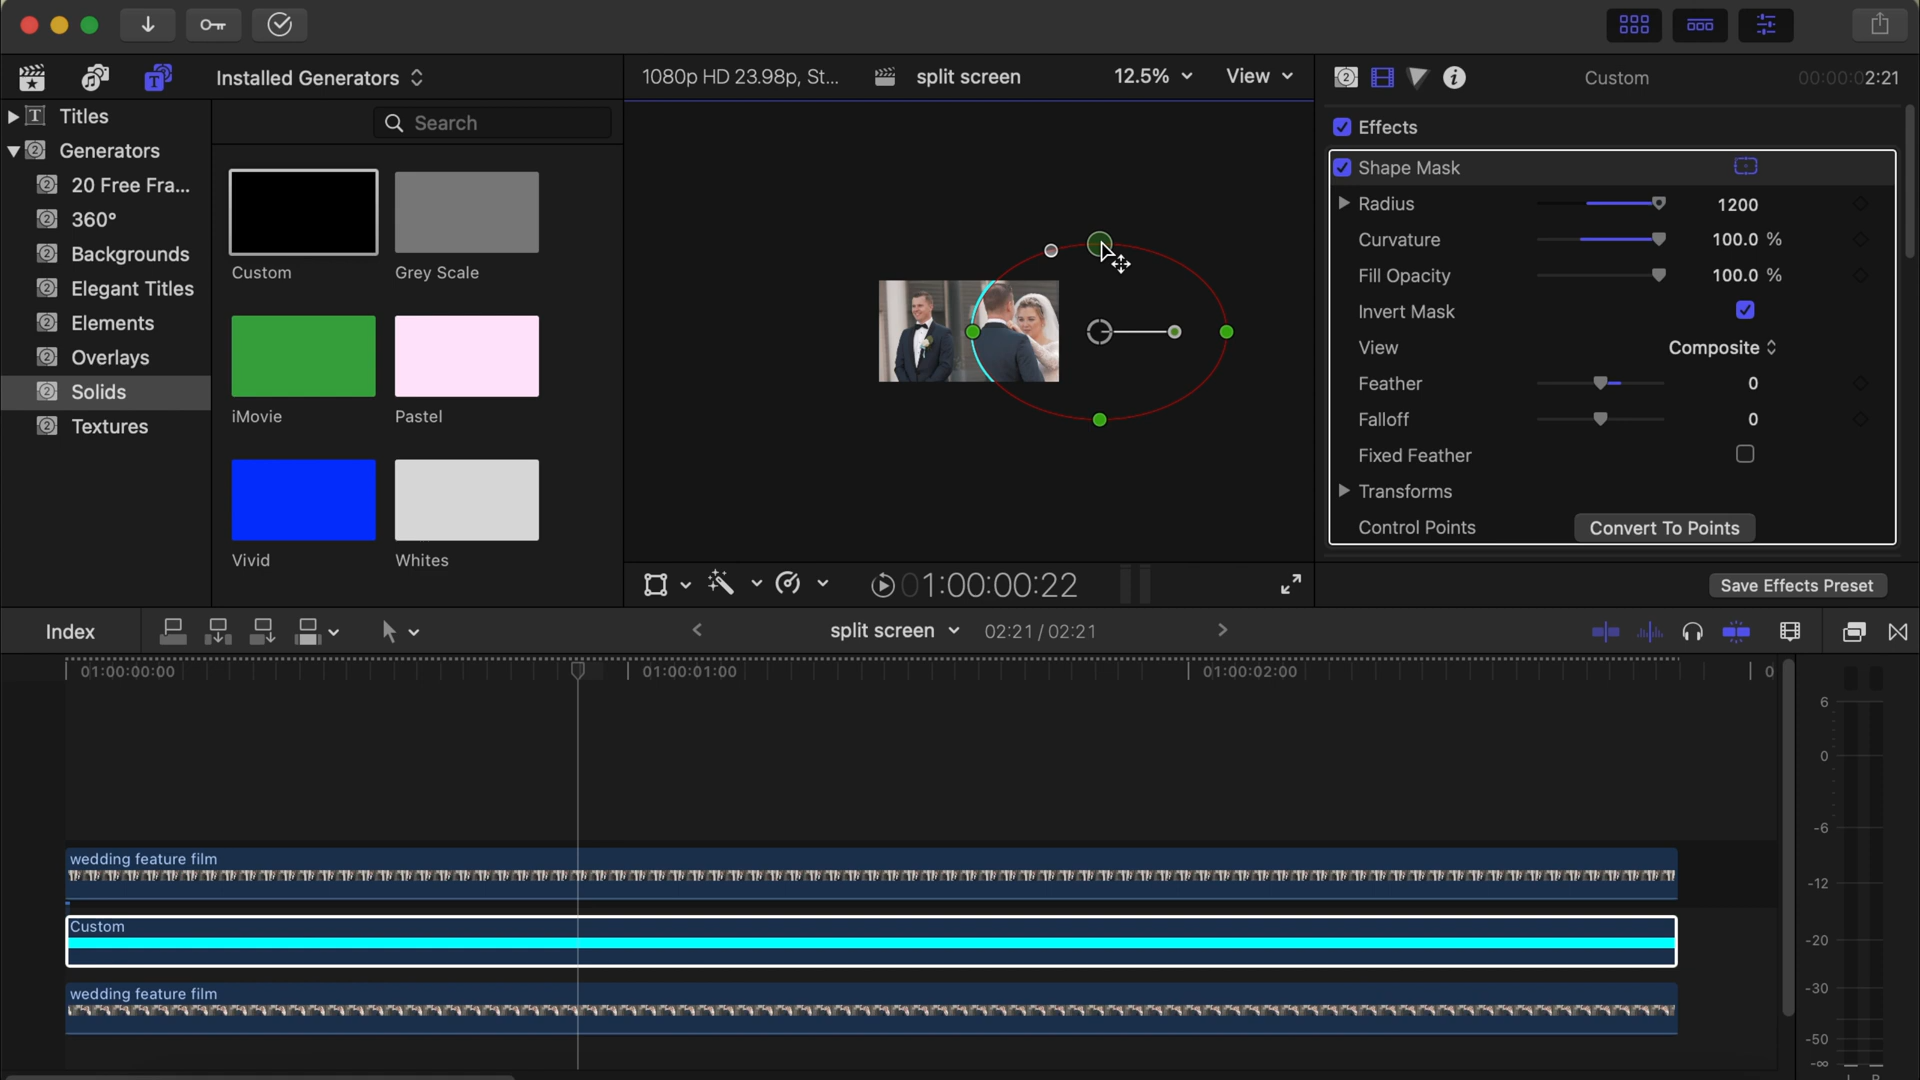 Installed Generators
1080p HD 23.98p, St...
split screen
12.5%
View
Custom
00:00:02:21
Titles
Search
Effects
Generators
Shape Mask
20 Free Fra...
Radius
1200
360°
Curvature
100.0 %
Backgrounds
Custom
Grey Scale
Fill Opacity
100.0 %
Elegant Titles
Invert Mask
Elements
View
Composite
Overlays
Feather
0
Solids
iMovie
Pastel
Falloff
0
Textures
Fixed Feather
Transforms
Control Points
Convert To Points
Vivid
Whites
01:00:00:22
Save Effects Preset
Index
split screen
02:21 / 02:21
01:00:00:00
01:00:01:00
01:00:02:00
0
6
0
-6
-12
-20
-30
-50
-∞
wedding feature film
Custom
wedding feature film